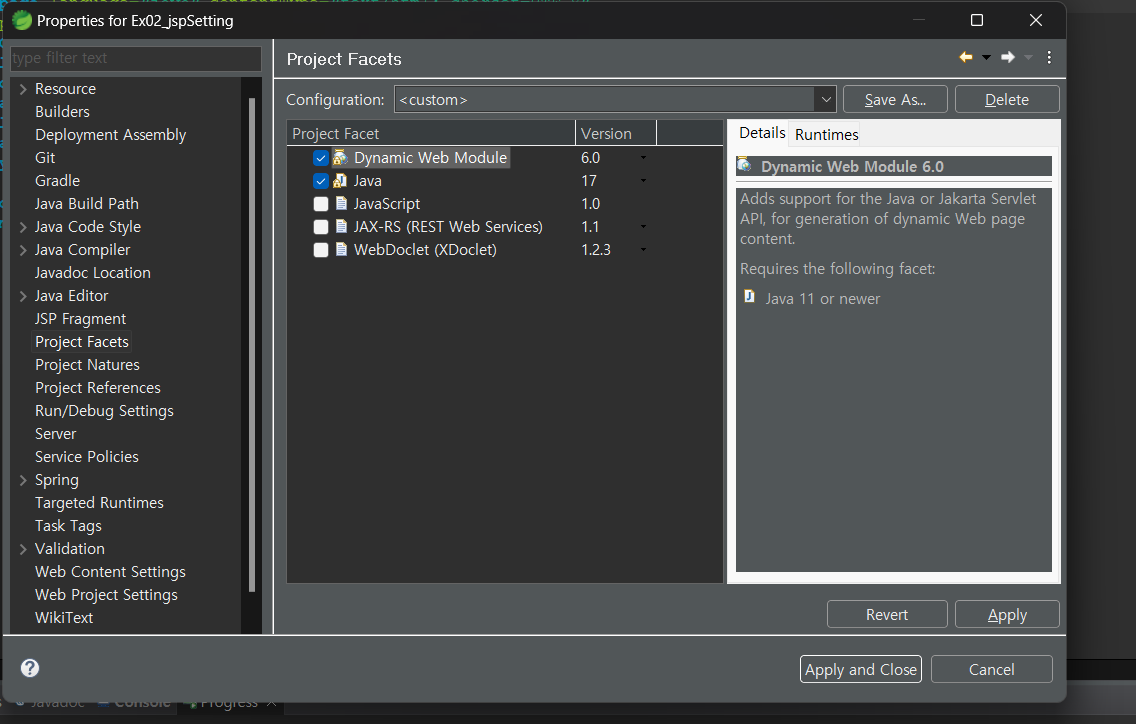 Properties for Ex02_jspSetting
type filter text
Resource
Builders
Deployment Assembly
Git
Gradle
Java Build Path
Java Code Style
Java Compiler
Javadoc Location
Java Editor
JSP Fragment
Project Facets
Project Natures
Project References
Run/Debug Settings
Server
Service Policies
Spring
Targeted Runtimes
Task Tags
Validation
Web Content Settings
Web Project Settings
WikiText
Project Facets
Configuration: <custom> Save As... Delete
Project Facet Version
Dynamic Web Module 6.0
Java 17
JavaScript 1.0
JAX-RS (REST Web Services) 1.1
WebDoclet (XDoclet) 1.2.3
Details Runtimes
Dynamic Web Module 6.0
Adds support for the Java or Jakarta Servlet
API, for generation of dynamic Web page
content.
Requires the following facet:
Java 11 or newer
Revert Apply
Apply and Close Cancel
Javadoc Console Progress